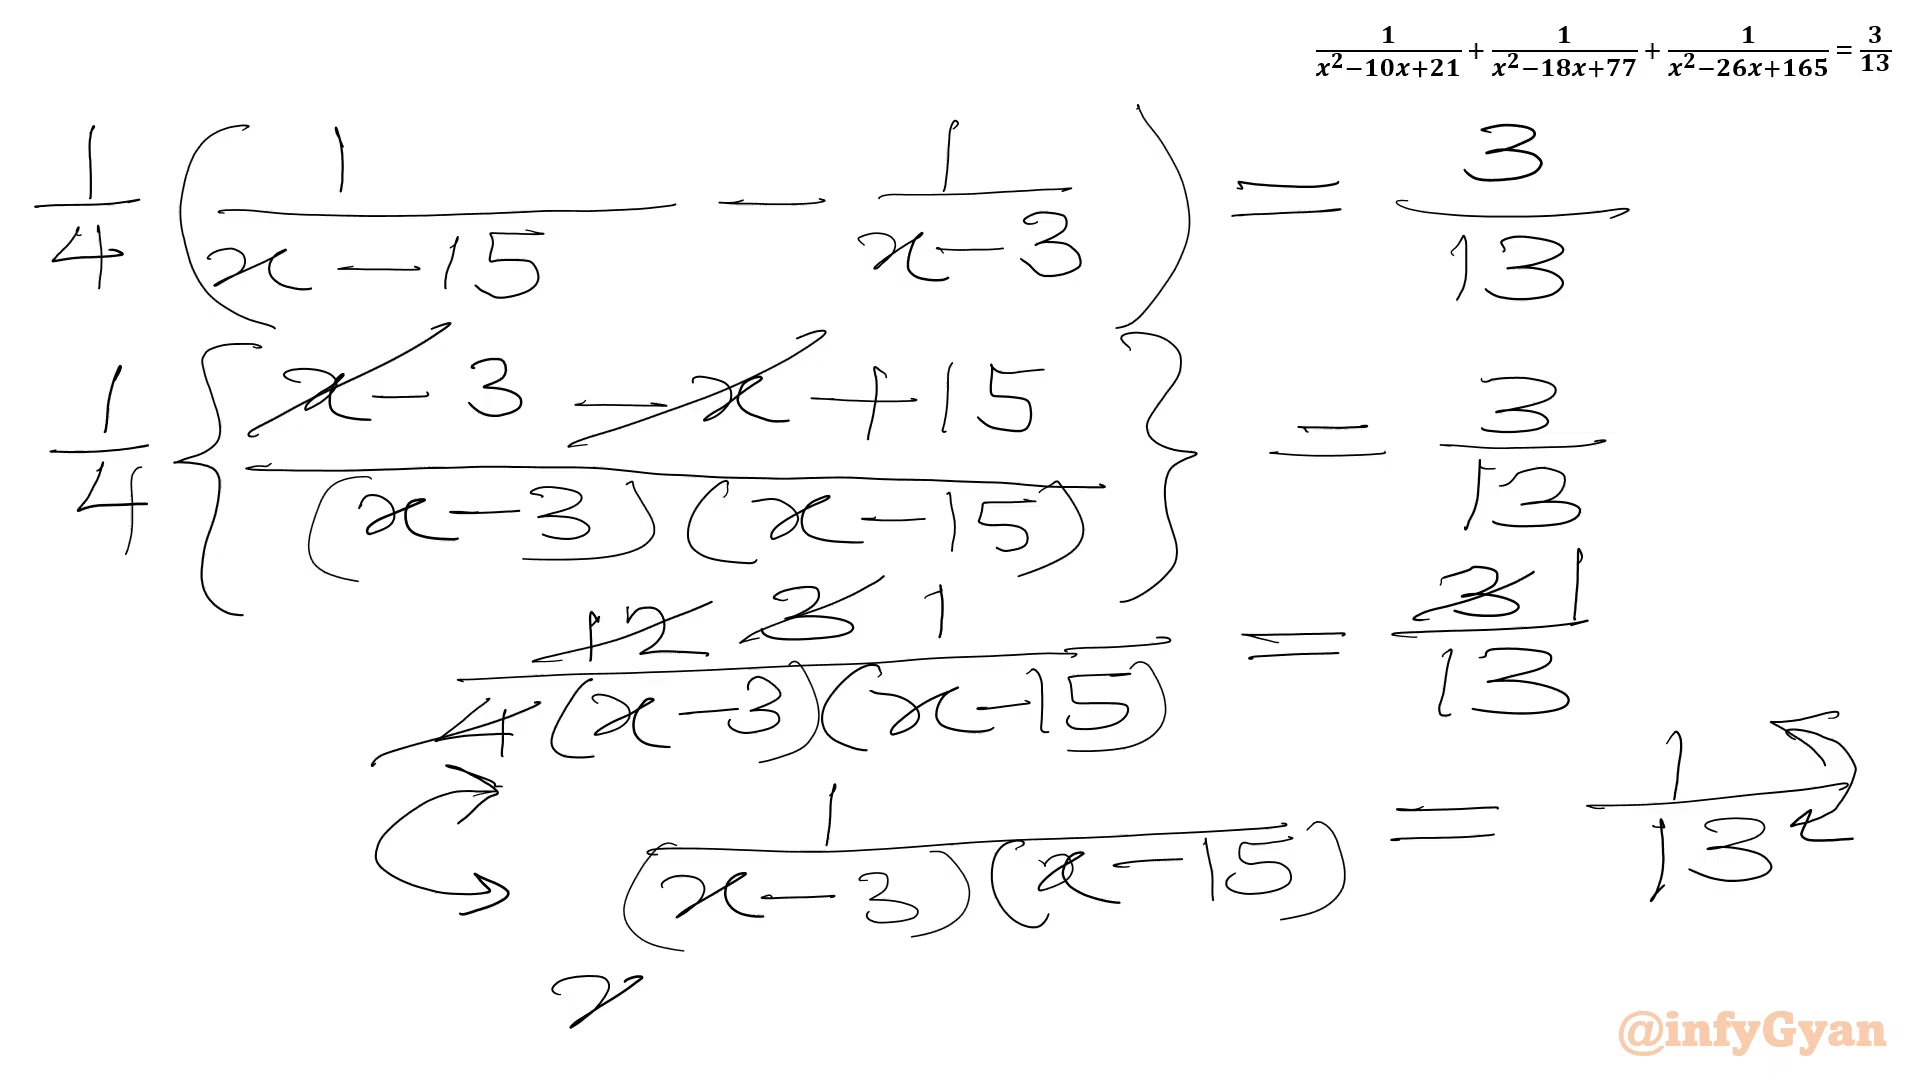 1/(x²−10x+21) + 1/(x²−18x+77) + 1/(x²−26x+165) = 3/13
1/4 ( 1/(x−15) − 1/(x−3) ) = 3/13
1/4 { (x−3−x+15)/((x−3)(x−15)) } = 3/13
12 3 1/(4(x−3)(x−15)) = 3 1/13
1/((x−3)(x−15)) = 1/13
x
@infyGyan